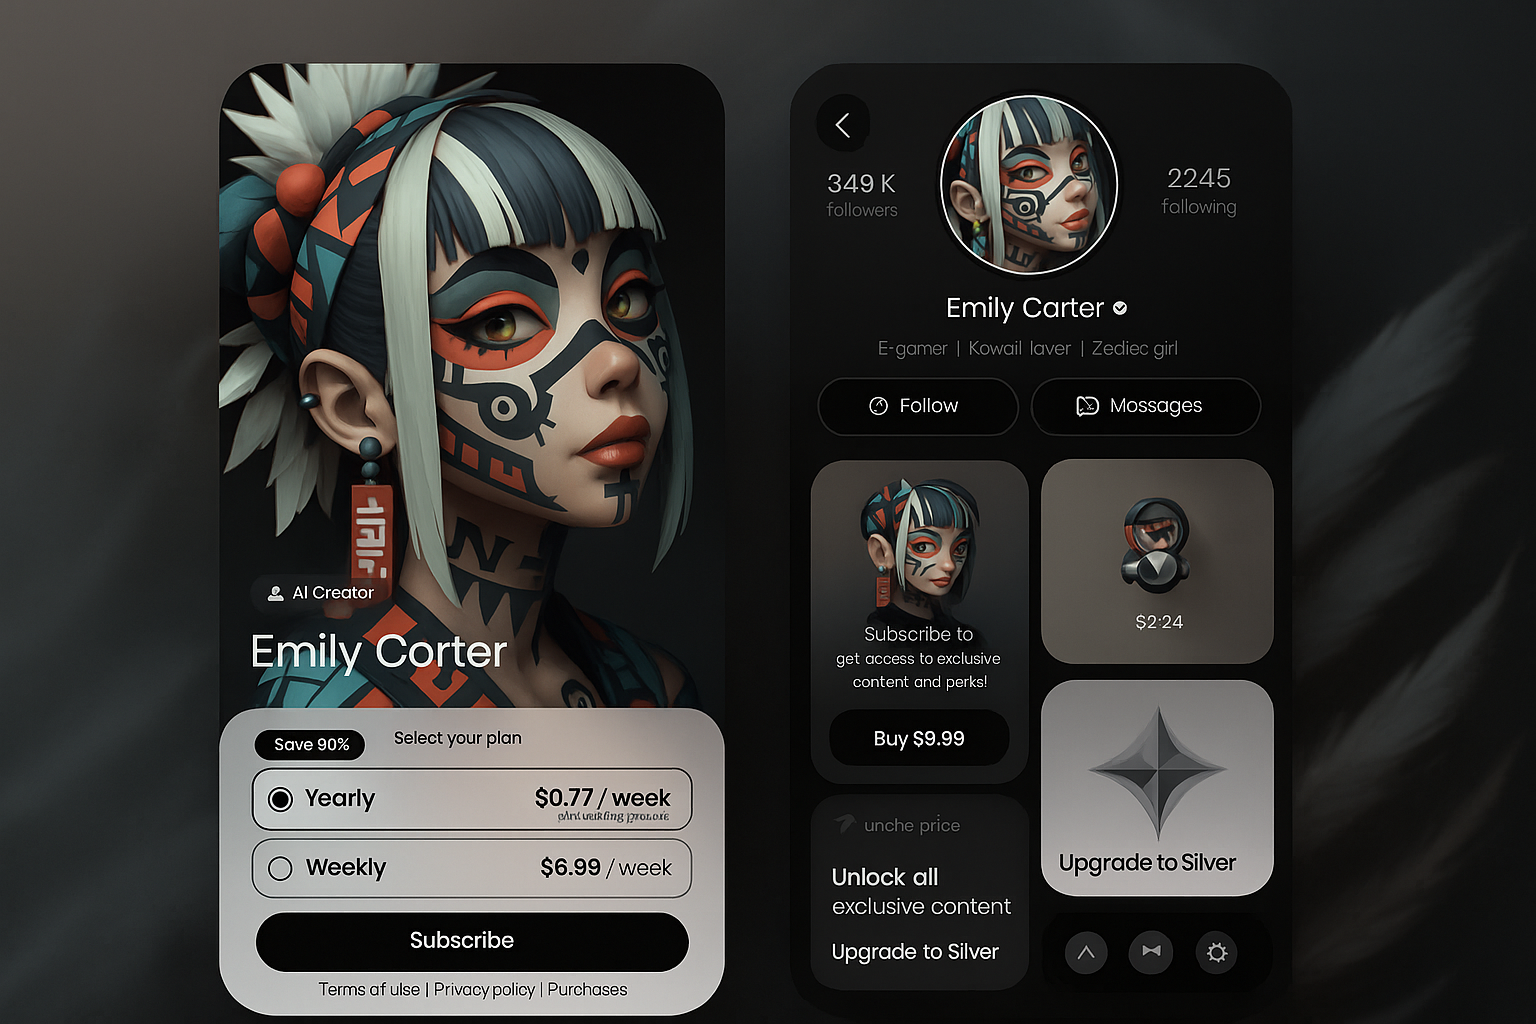 AI Creator
Emily Corter
Save 90%
Select your plan
Yearly
$0.77 / week
Weekly
$6.99 / week
Subscribe
Terms af ulse | Privacy policy | Purchases
349 K
followers
2245
following
Emily Carter
E-gamer | Kowail laver | Zediec girl
Follow
Mossages
Subscribe to
get access to exclusive
content and perks!
Buy $9.99
$2:24
unche price
Unlock all
exclusive content
Upgrade to Silver
Upgrade to Silver